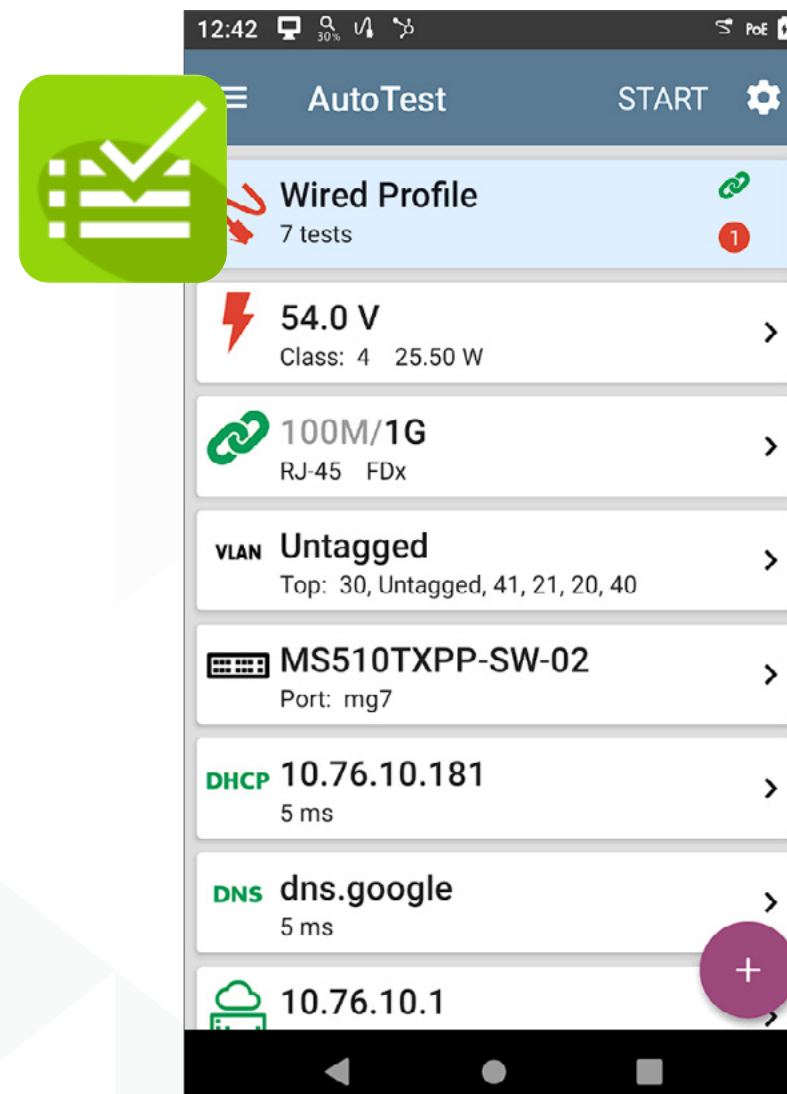 12:42 30% PoE
AutoTest START
Wired Profile
7 tests
1
54.0 V
Class: 4 25.50 W
100M/1G
RJ-45 FDx
VLAN Untagged
Top: 30, Untagged, 41, 21, 20, 40
MS510TXPP-SW-02
Port: mg7
DHCP 10.76.10.181
5 ms
DNS dns.google
5 ms
10.76.10.1